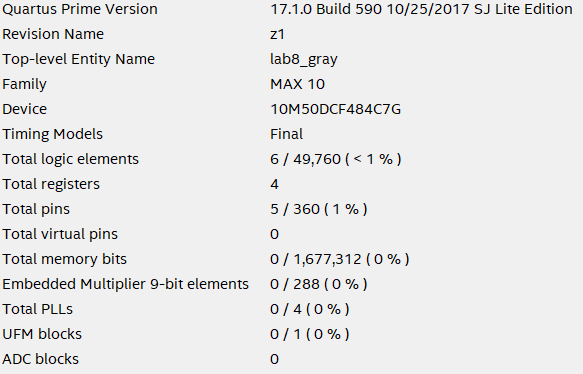 Quartus Prime Version 17.1.0 Build 590 10/25/2017 SJ Lite Edition
Revision Name z1
Top-level Entity Name lab8_gray
Family MAX 10
Device 10M50DCF484C7G
Timing Models Final
Total logic elements 6 / 49,760 ( < 1 % )
Total registers 4
Total pins 5 / 360 ( 1 % )
Total virtual pins 0
Total memory bits 0 / 1,677,312 ( 0 % )
Embedded Multiplier 9-bit elements 0 / 288 ( 0 % )
Total PLLs 0 / 4 ( 0 % )
UFM blocks 0 / 1 ( 0 % )
ADC blocks 0